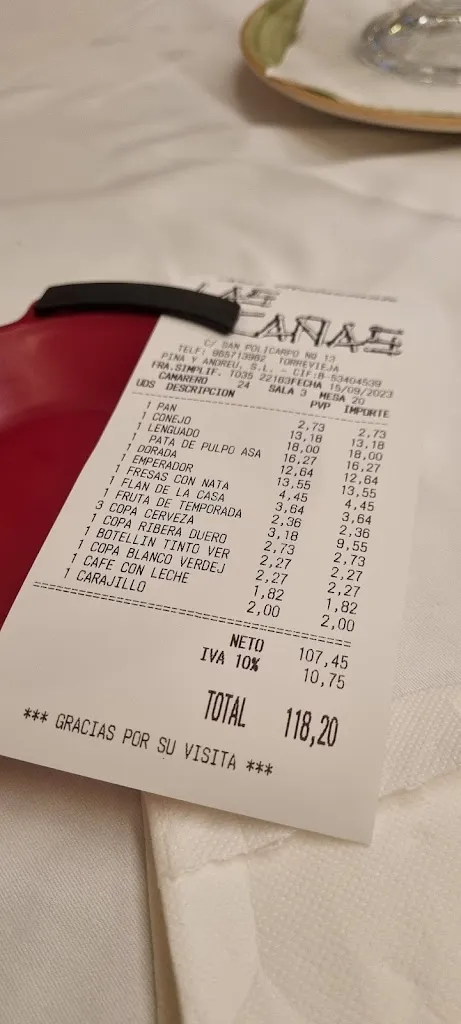 LAS
CAÑAS
C/ SAN POLICARPO NO 13
TELF: 965713982 TORREVIEJA
PINA Y ANDREU, S.L. - CIF:B-53404539
FRA.SIMPLIF. T035 22163FECHA 15/09/2023
CAMARERO 24 SALA 3 MESA 20
UDS DESCRIPCION PVP IMPORTE
1 PAN 2,73 2,73
1 CONEJO 13,18 13,18
1 LENGUADO 18,00 18,00
1 PATA DE PULPO ASA 16,27 16,27
1 DORADA 12,64 12,64
1 EMPERADOR 13,55 13,55
1 FRESAS CON NATA 4,45 4,45
1 FLAN DE LA CASA 3,64 3,64
1 FRUTA DE TEMPORADA 2,36 2,36
3 COPA CERVEZA 3,18 9,55
1 COPA RIBERA DUERO 2,73 2,73
1 BOTELLIN TINTO VER 2,27 2,27
1 COPA BLANCO VERDEJ 2,27 2,27
1 CAFE CON LECHE 1,82 1,82
1 CARAJILLO 2,00 2,00
NETO 107,45
IVA 10% 10,75
TOTAL 118,20
*** GRACIAS POR SU VISITA ***